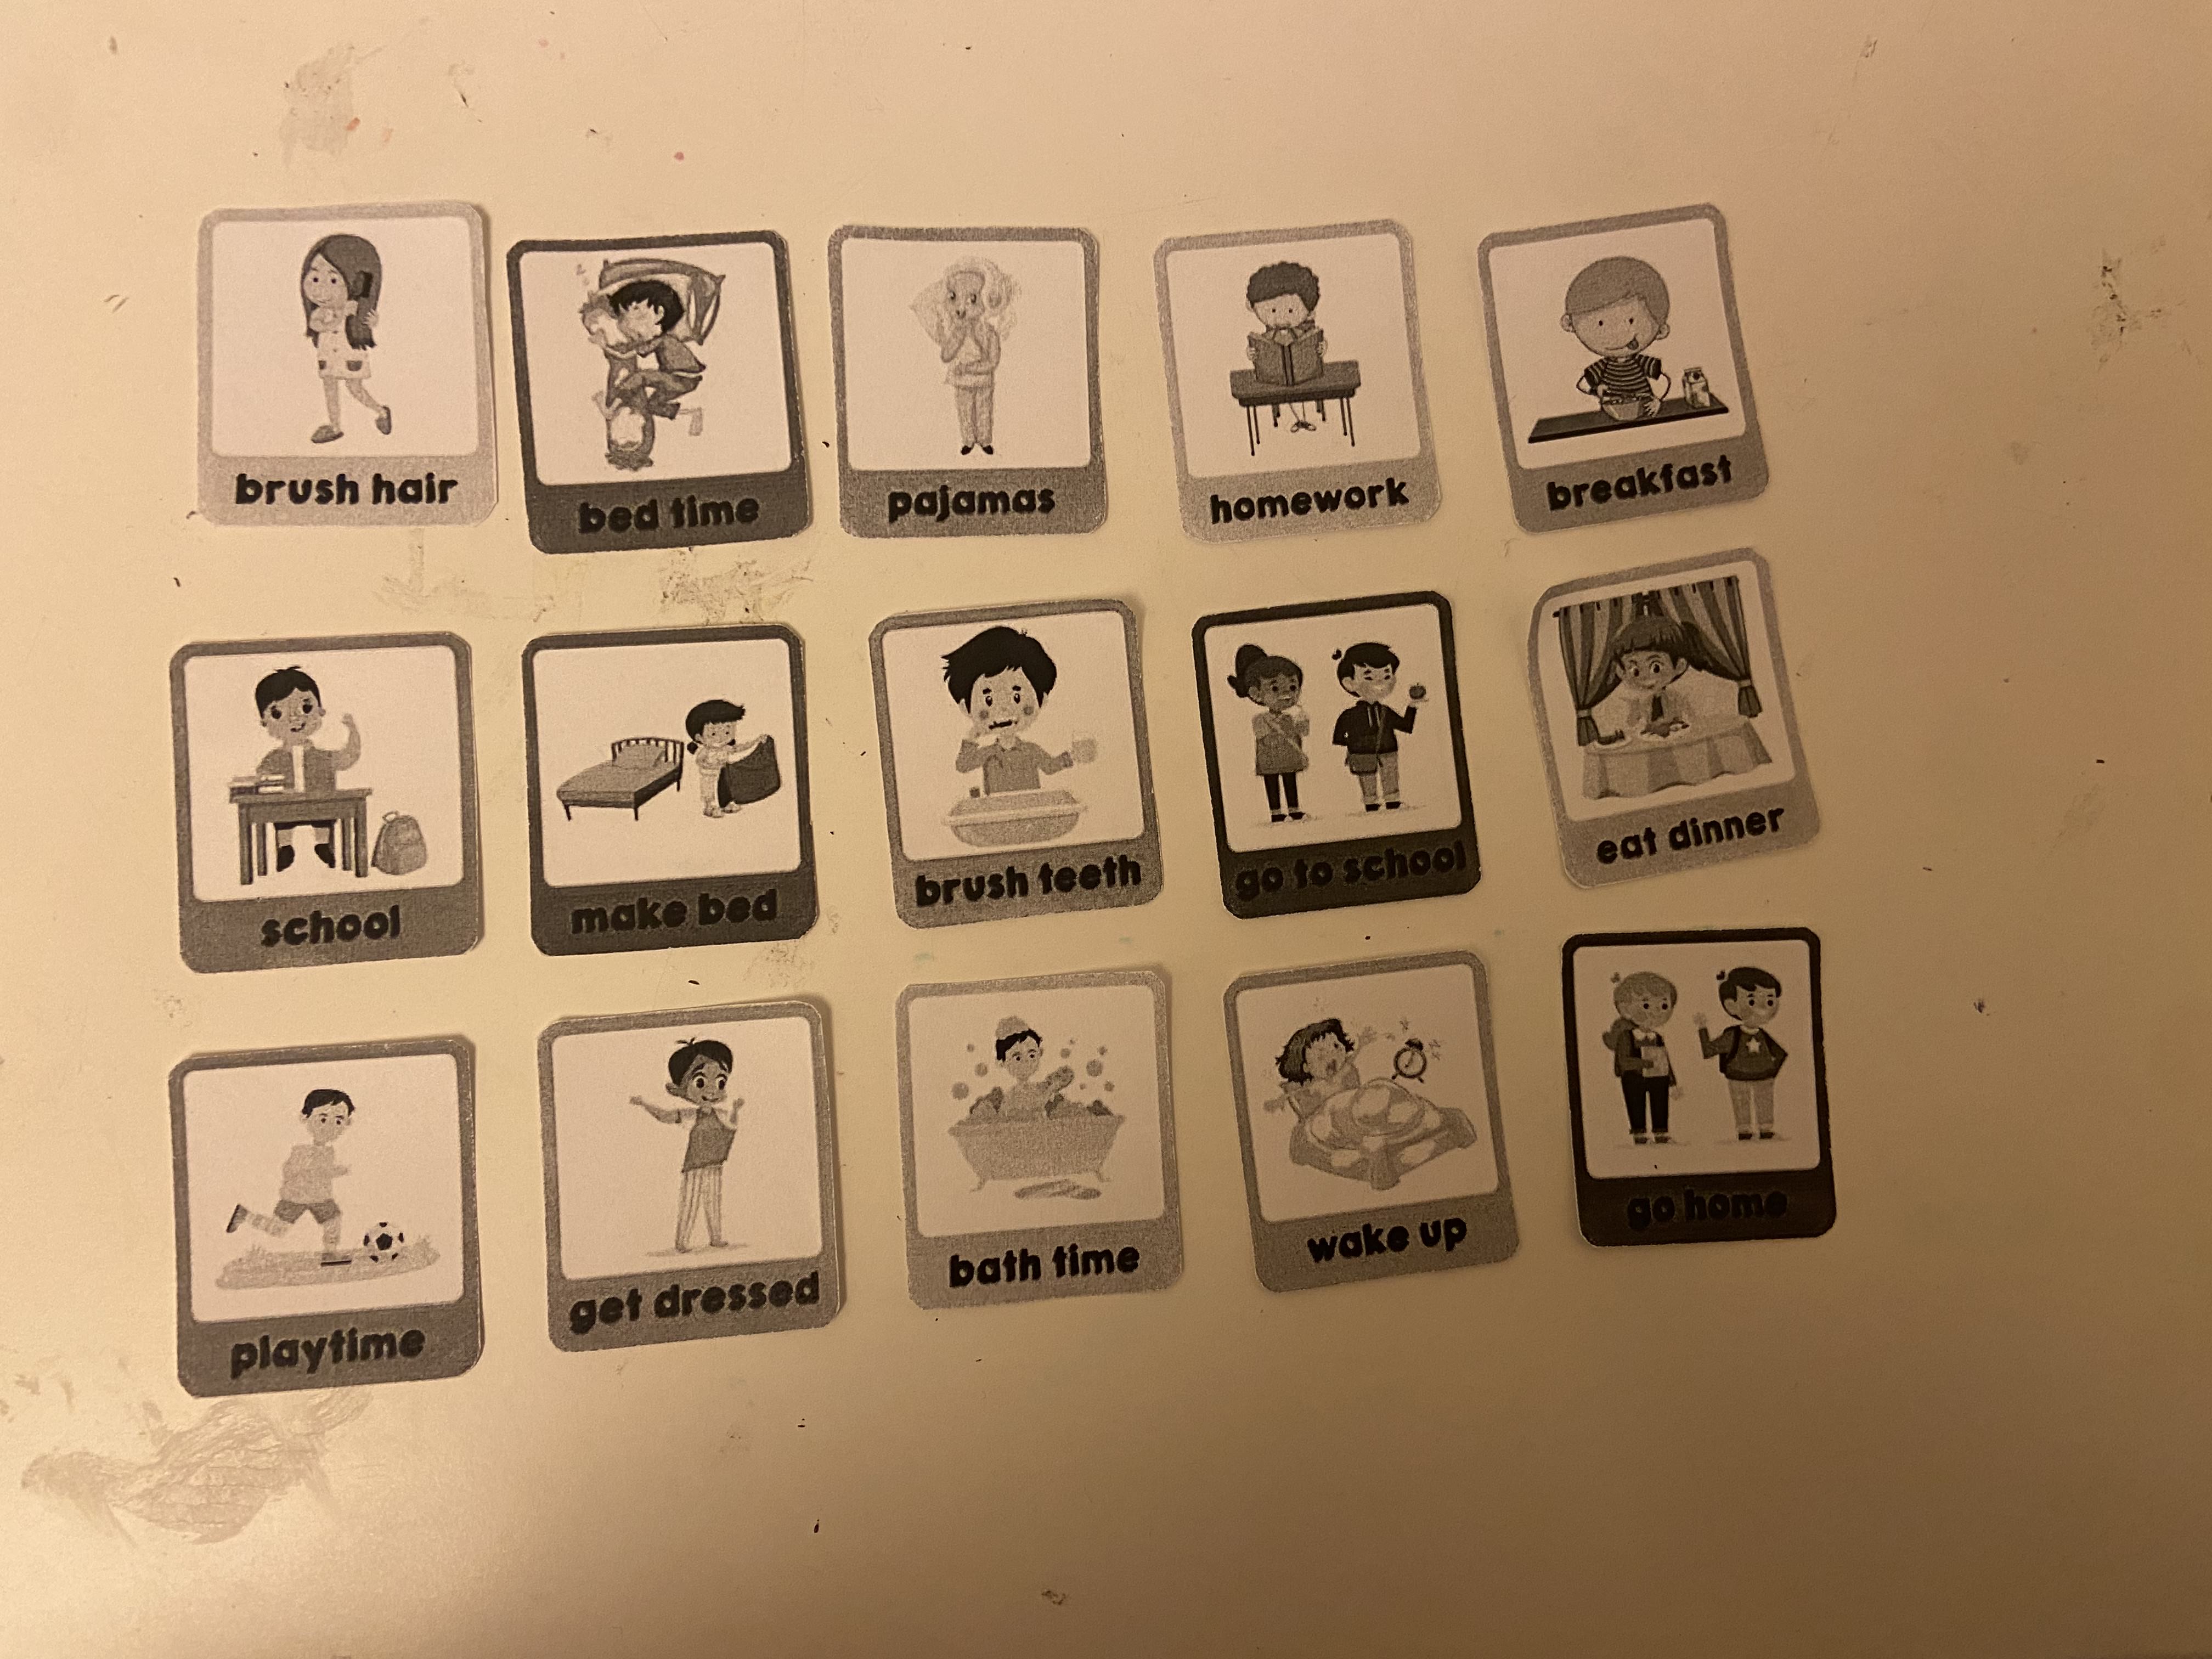 brush hair
bed time
pajamas
homework
breakfast
school
make bed
brush teeth
go to school
eat dinner
playtime
get dressed
bath time
wake up
go home